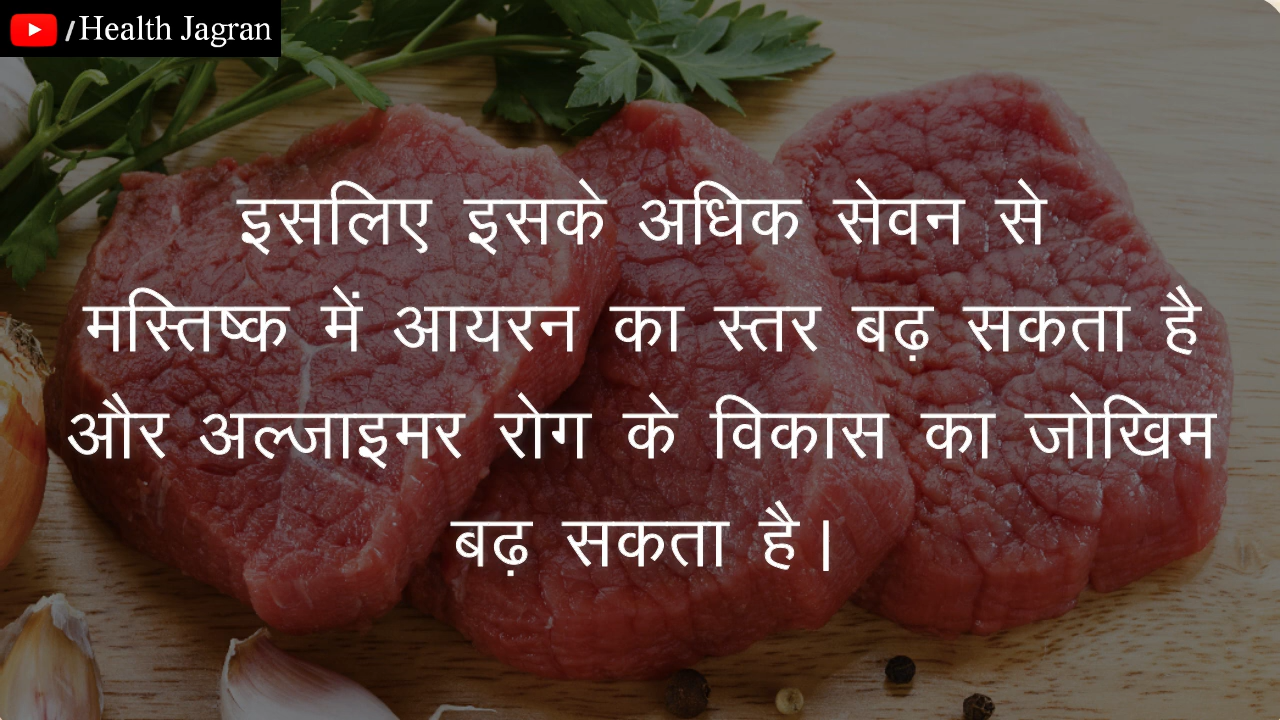 /Health Jagran
इसलिए इसके अधिक सेवन से
मस्तिष्क में आयरन का स्तर बढ़ सकता है
और अल्जाइमर रोग के विकास का जोखिम
बढ़ सकता है।